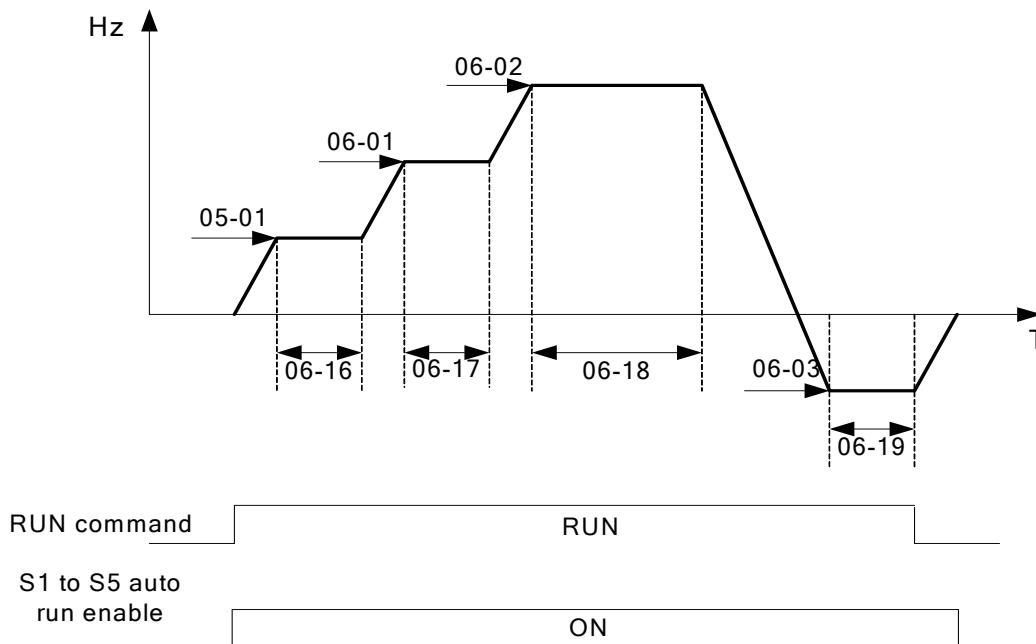 Hz
06-02
06-01
05-01
T
06-16
06-17
06-18
06-03
06-19
RUN command
RUN
S1 to S5 auto
run enable
ON